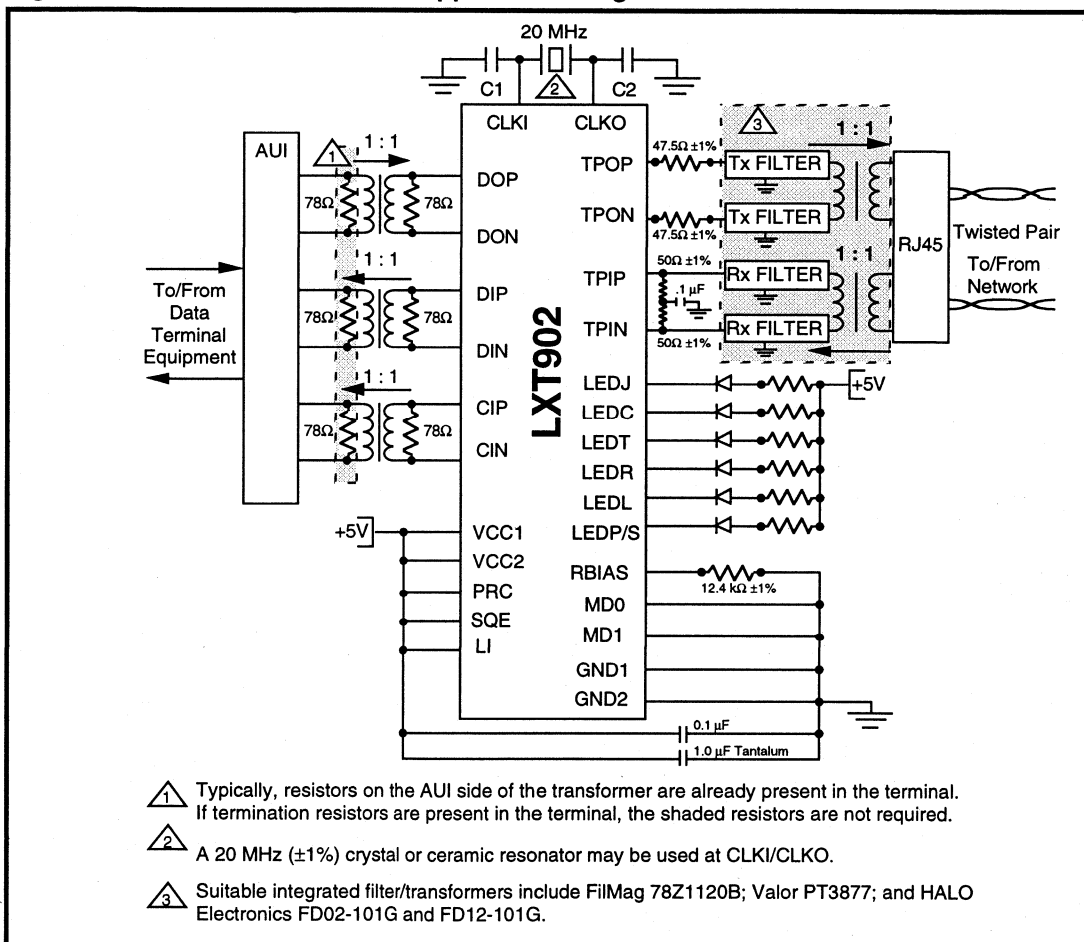 20 MHz
C1
2
C2
CLKI
CLKO
AUI
1
1 : 1
78Ω
78Ω
DOP
DON
1 : 1
78Ω
78Ω
DIP
DIN
1 : 1
78Ω
78Ω
CIP
CIN
To/From
Data
Terminal
Equipment
LXT902
+5V
VCC1
VCC2
PRC
SQE
LI
TPOP
47.5Ω ±1%
TPON
47.5Ω ±1%
TPIP
50Ω ±1%
.1 µF
TPIN
50Ω ±1%
3
1 : 1
Tx FILTER
Tx FILTER
1 : 1
Rx FILTER
Rx FILTER
RJ45
Twisted Pair
To/From
Network
LEDJ
+5V
LEDC
LEDT
LEDR
LEDL
LEDP/S
RBIAS
12.4 kΩ ±1%
MD0
MD1
GND1
GND2
0.1 µF
1.0 µF Tantalum
1 Typically, resistors on the AUI side of the transformer are already present in the terminal.
If termination resistors are present in the terminal, the shaded resistors are not required.
2 A 20 MHz (±1%) crystal or ceramic resonator may be used at CLKI/CLKO.
3 Suitable integrated filter/transformers include FilMag 78Z1120B; Valor PT3877; and HALO
Electronics FD02-101G and FD12-101G.